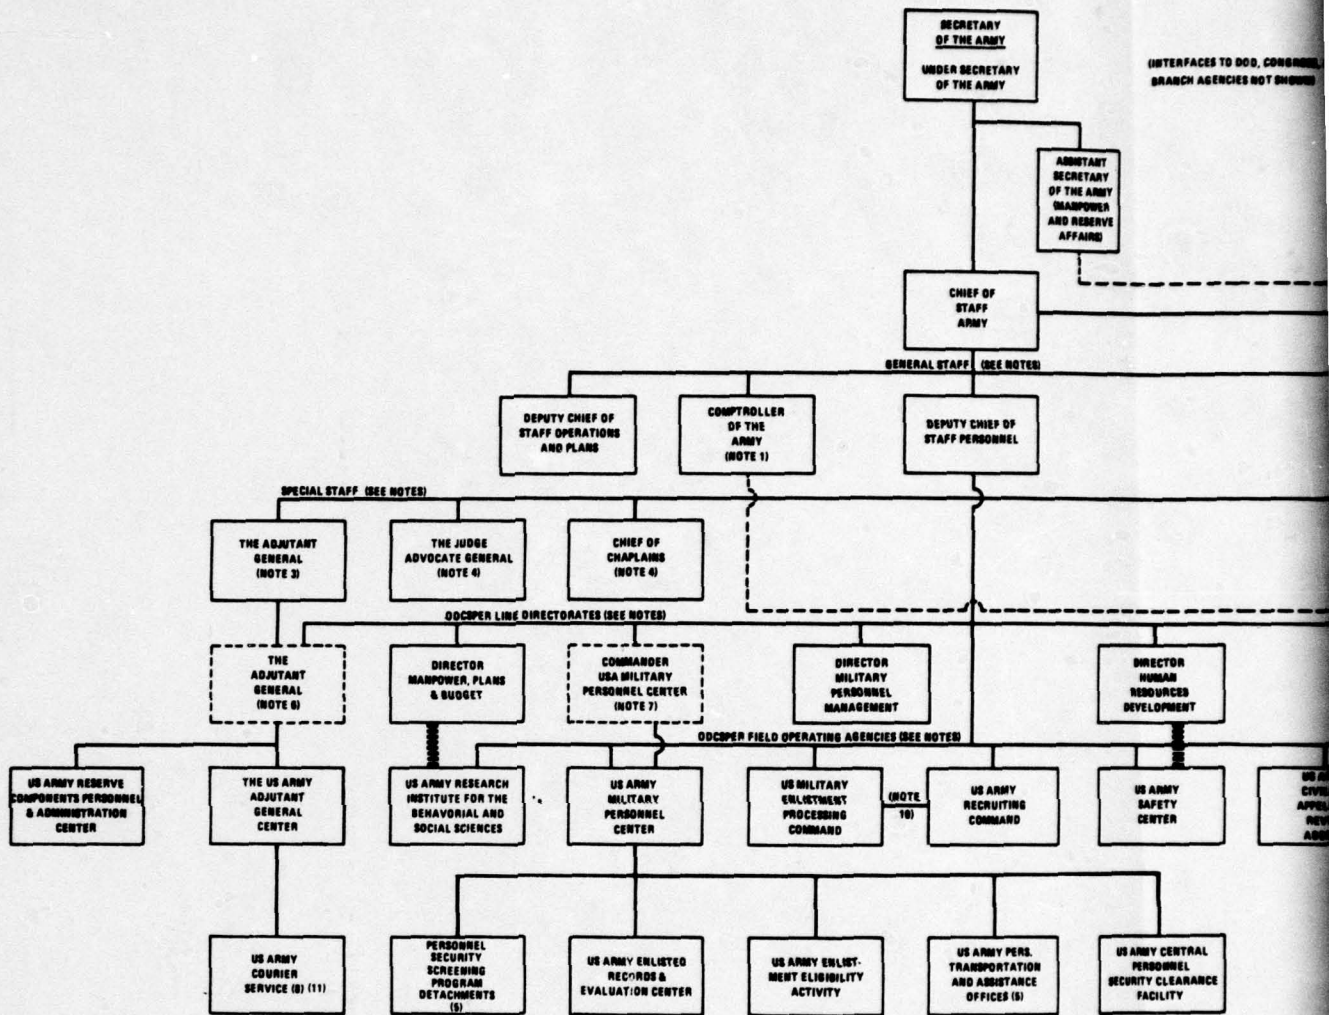 SECRETARY
OF THE ARMY
UNDER SECRETARY
OF THE ARMY
(INTERFACES TO DOD, CONGRESS,
BRANCH AGENCIES NOT SHOWN)
ASSISTANT
SECRETARY
OF THE ARMY
(MANPOWER
AND RESERVE
AFFAIRS)
CHIEF OF
STAFF
ARMY
GENERAL STAFF (SEE NOTES)
DEPUTY CHIEF OF
STAFF OPERATIONS
AND PLANS
COMPTROLLER
OF THE
ARMY
(NOTE 1)
DEPUTY CHIEF OF
STAFF PERSONNEL
SPECIAL STAFF (SEE NOTES)
THE ADJUTANT
GENERAL
(NOTE 3)
THE JUDGE
ADVOCATE GENERAL
(NOTE 4)
CHIEF OF
CHAPLAINS
(NOTE 4)
ODCSPER LINE DIRECTORATES (SEE NOTES)
THE
ADJUTANT
GENERAL
(NOTE 6)
DIRECTOR
MANPOWER, PLANS
& BUDGET
COMMANDER
USA MILITARY
PERSONNEL CENTER
(NOTE 7)
DIRECTOR
MILITARY
PERSONNEL
MANAGEMENT
DIRECTOR
HUMAN
RESOURCES
DEVELOPMENT
ODCSPER FIELD OPERATING AGENCIES (SEE NOTES)
US ARMY RESERVE
COMPONENTS PERSONNEL
& ADMINISTRATION
CENTER
THE US ARMY
ADJUTANT
GENERAL
CENTER
US ARMY RESEARCH
INSTITUTE FOR THE
BEHAVORIAL AND
SOCIAL SCIENCES
US ARMY
MILITARY
PERSONNEL
CENTER
US MILITARY
ENLISTMENT
PROCESSING
COMMAND
(NOTE
10)
US ARMY
RECRUITING
COMMAND
US ARMY
SAFETY
CENTER
US A
CIVIL
APPEL
REV
US ARMY
COURIER
SERVICE (8) (11)
PERSONNEL
SECURITY
SCREENING
PROGRAM
DETACHMENTS
(5)
US ARMY ENLISTED
RECORDS &
EVALUATION CENTER
US ARMY ENLIST-
MENT ELIGIBILITY
ACTIVITY
US ARMY PERS.
TRANSPORTATION
AND ASSISTANCE
OFFICES (5)
US ARMY CENTRAL
PERSONNEL
SECURITY CLEARANCE
FACILITY